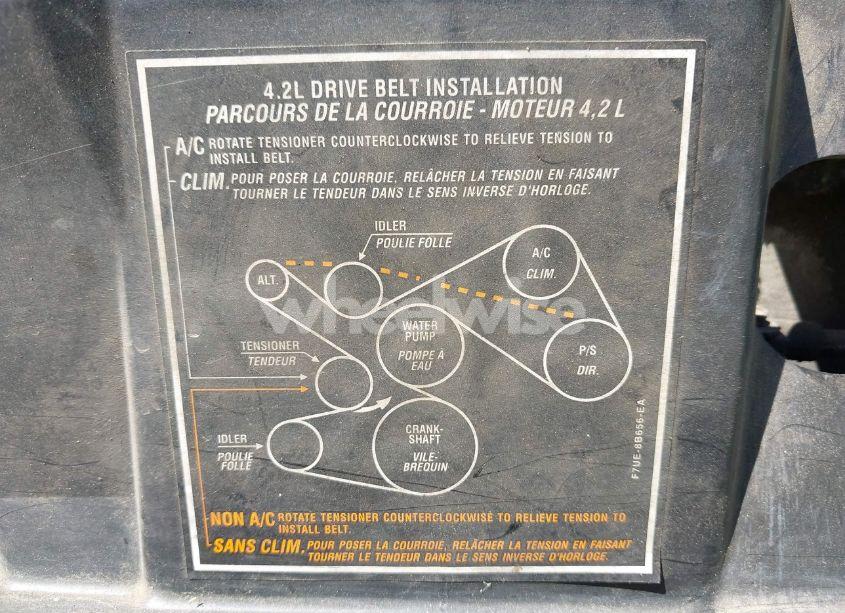 4.2L DRIVE BELT INSTALLATION
PARCOURS DE LA COURROIE - MOTEUR 4,2 L
A/C ROTATE TENSIONER COUNTERCLOCKWISE TO RELIEVE TENSION TO
INSTALL BELT.
CLIM. POUR POSER LA COURROIE, RELÂCHER LA TENSION EN FAISANT
TOURNER LE TENDEUR DANS LE SENS INVERSE D'HORLOGE.
IDLER
POULIE FOLLE
A/C
CLIM.
ALT.
wheelwise
WATER
PUMP
POMPE À
EAU
TENSIONER
TENDEUR
P/S
DIR.
IDLER
POULIE
FOLLE
CRANK-
SHAFT
VILE-
BREQUIN
F7UE-8B656-EA
NON A/C ROTATE TENSIONER COUNTERCLOCKWISE TO RELIEVE TENSION TO
INSTALL BELT.
SANS CLIM. POUR POSER LA COURROIE, RELÂCHER LA TENSION EN FAISANT
TOURNER LE TENDEUR DANS LE SENS INVERSE D'HORLOGE.